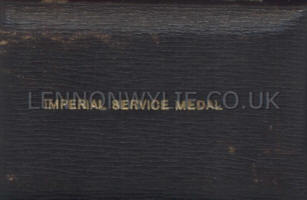 IMPERIAL SERVICE MEDAL
LENNONWYLIE.CO.UK